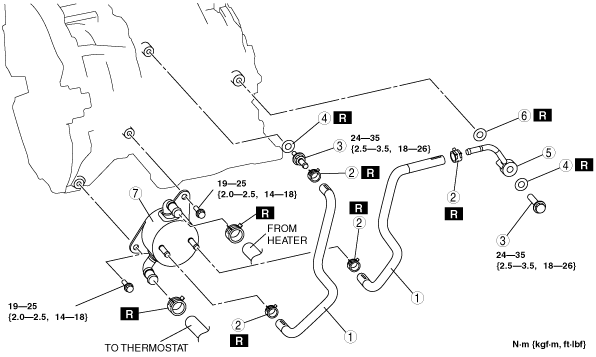 6 R
4 R
24—35
{2.5—3.5, 18—26}
3
5
2 R
4 R
19—25
{2.0—2.5, 14—18}
7
2
R
R
R
2
FROM
HEATER
3
24—35
{2.5—3.5, 18—26}
1
19—25
{2.0—2.5, 14—18}
R
2
R
1
TO THERMOSTAT
N·m {kgf·m, ft·lbf}